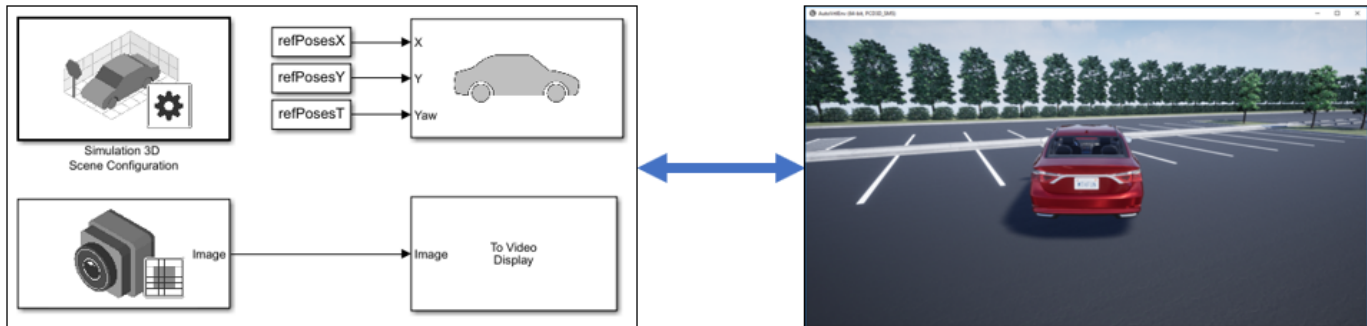 refPosesX
X
refPosesY
Y
refPosesT
Yaw
Simulation 3D
Scene Configuration
Image
Image
To Video
Display